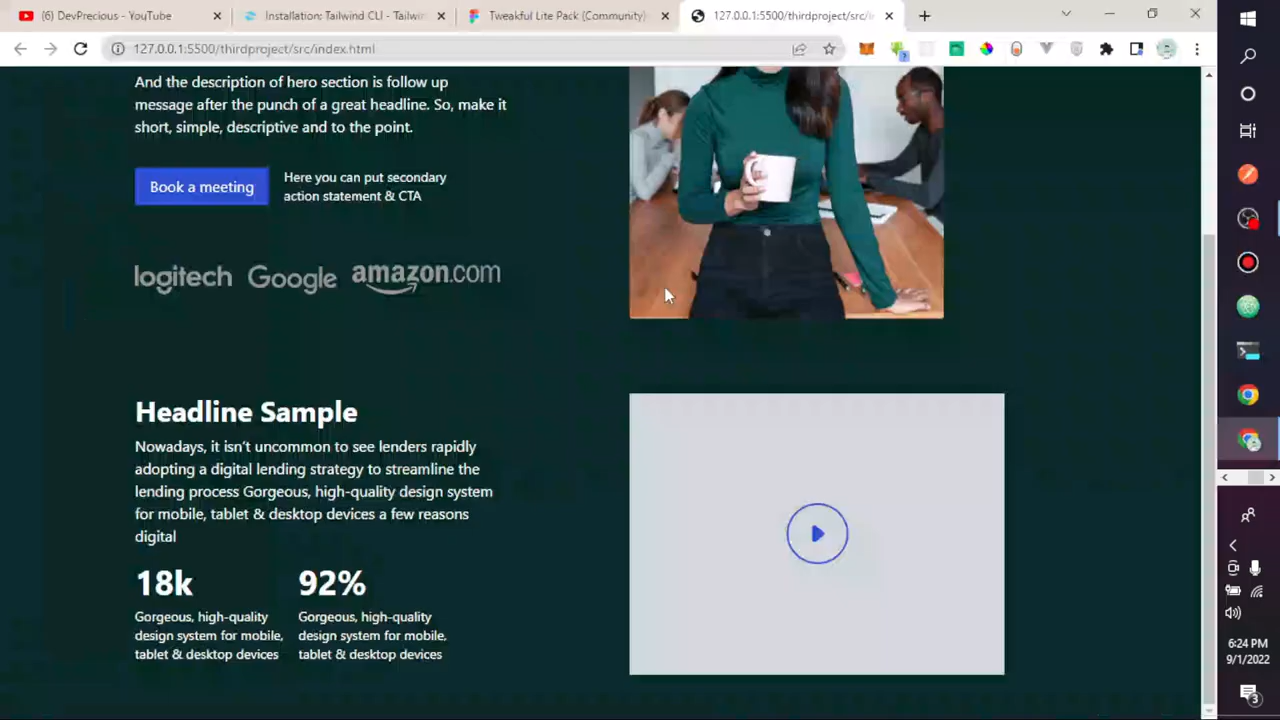 (6) DevPrecious - YouTube
Installation: Tailwind CLI - Tailwi
Tweakful Lite Pack (Community)
127.0.0.1:5500/thirdproject/src/i
127.0.0.1:5500/thirdproject/src/index.html
And the description of hero section is follow up
message after the punch of a great headline. So, make it
short, simple, descriptive and to the point.
Book a meeting
Here you can put secondary
action statement & CTA
logitech Google amazon.com
Headline Sample
Nowadays, it isn't uncommon to see lenders rapidly
adopting a digital lending strategy to streamline the
lending process Gorgeous, high-quality design system
for mobile, tablet & desktop devices a few reasons
digital
18k
92%
Gorgeous, high-quality
design system for mobile,
tablet & desktop devices
Gorgeous, high-quality
design system for mobile,
tablet & desktop devices
6:24 PM
9/1/2022
3